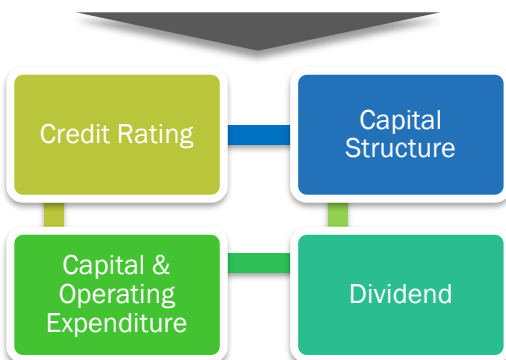 Credit Rating
Capital
Structure
Capital &
Operating
Expenditure
Dividend